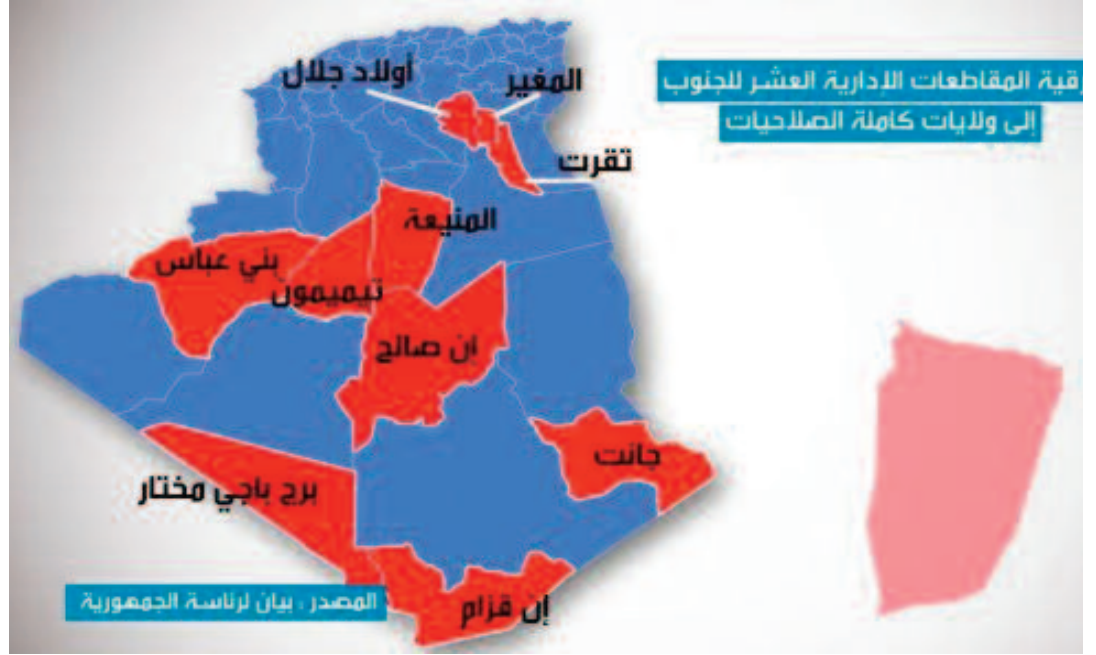 رقية المقاطعات الإدارية العشر للجنوب
إلى ولايات كاملة الصلاحيات
أولاد جلال
المغير
تقرت
المنيعة
بني عباس
تيميمون
إن صالح
جانت
برج باجي مختار
إن قزام
المصدر : بيان لرئاسة الجمهورية